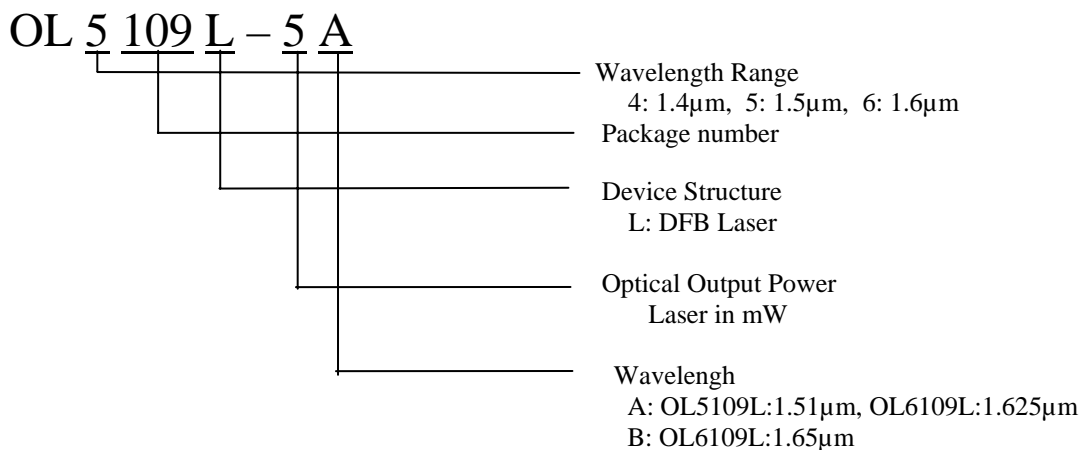 OL 5 109 L – 5 A
Wavelength Range
4: 1.4µm, 5: 1.5µm, 6: 1.6µm
Package number
Device Structure
L: DFB Laser
Optical Output Power
Laser in mW
Wavelengh
A: OL5109L:1.51µm, OL6109L:1.625µm
B: OL6109L:1.65µm